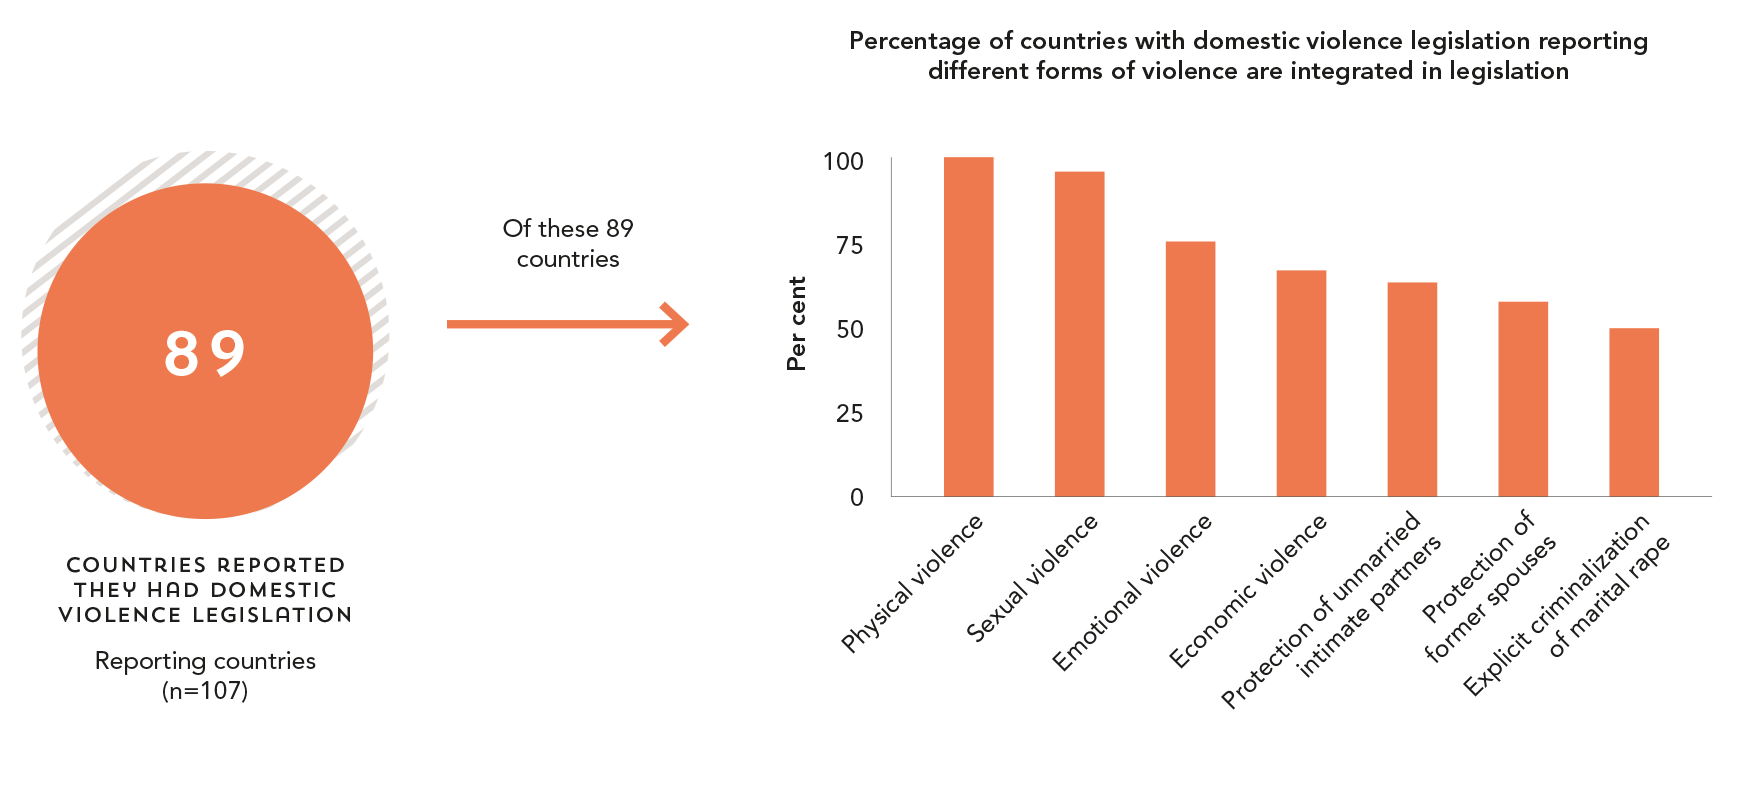 Percentage of countries with domestic violence legislation reporting
different forms of violence are integrated in legislation
89
COUNTRIES REPORTED
THEY HAD DOMESTIC
VIOLENCE LEGISLATION
Reporting countries
(n=107)
Of these 89
countries
Per cent
100
75
50
25
0
Physical violence
Sexual violence
Emotional violence
Economic violence
Protection of unmarried
intimate partners
Protection of
former spouses
Explicit criminalization
of marital rape